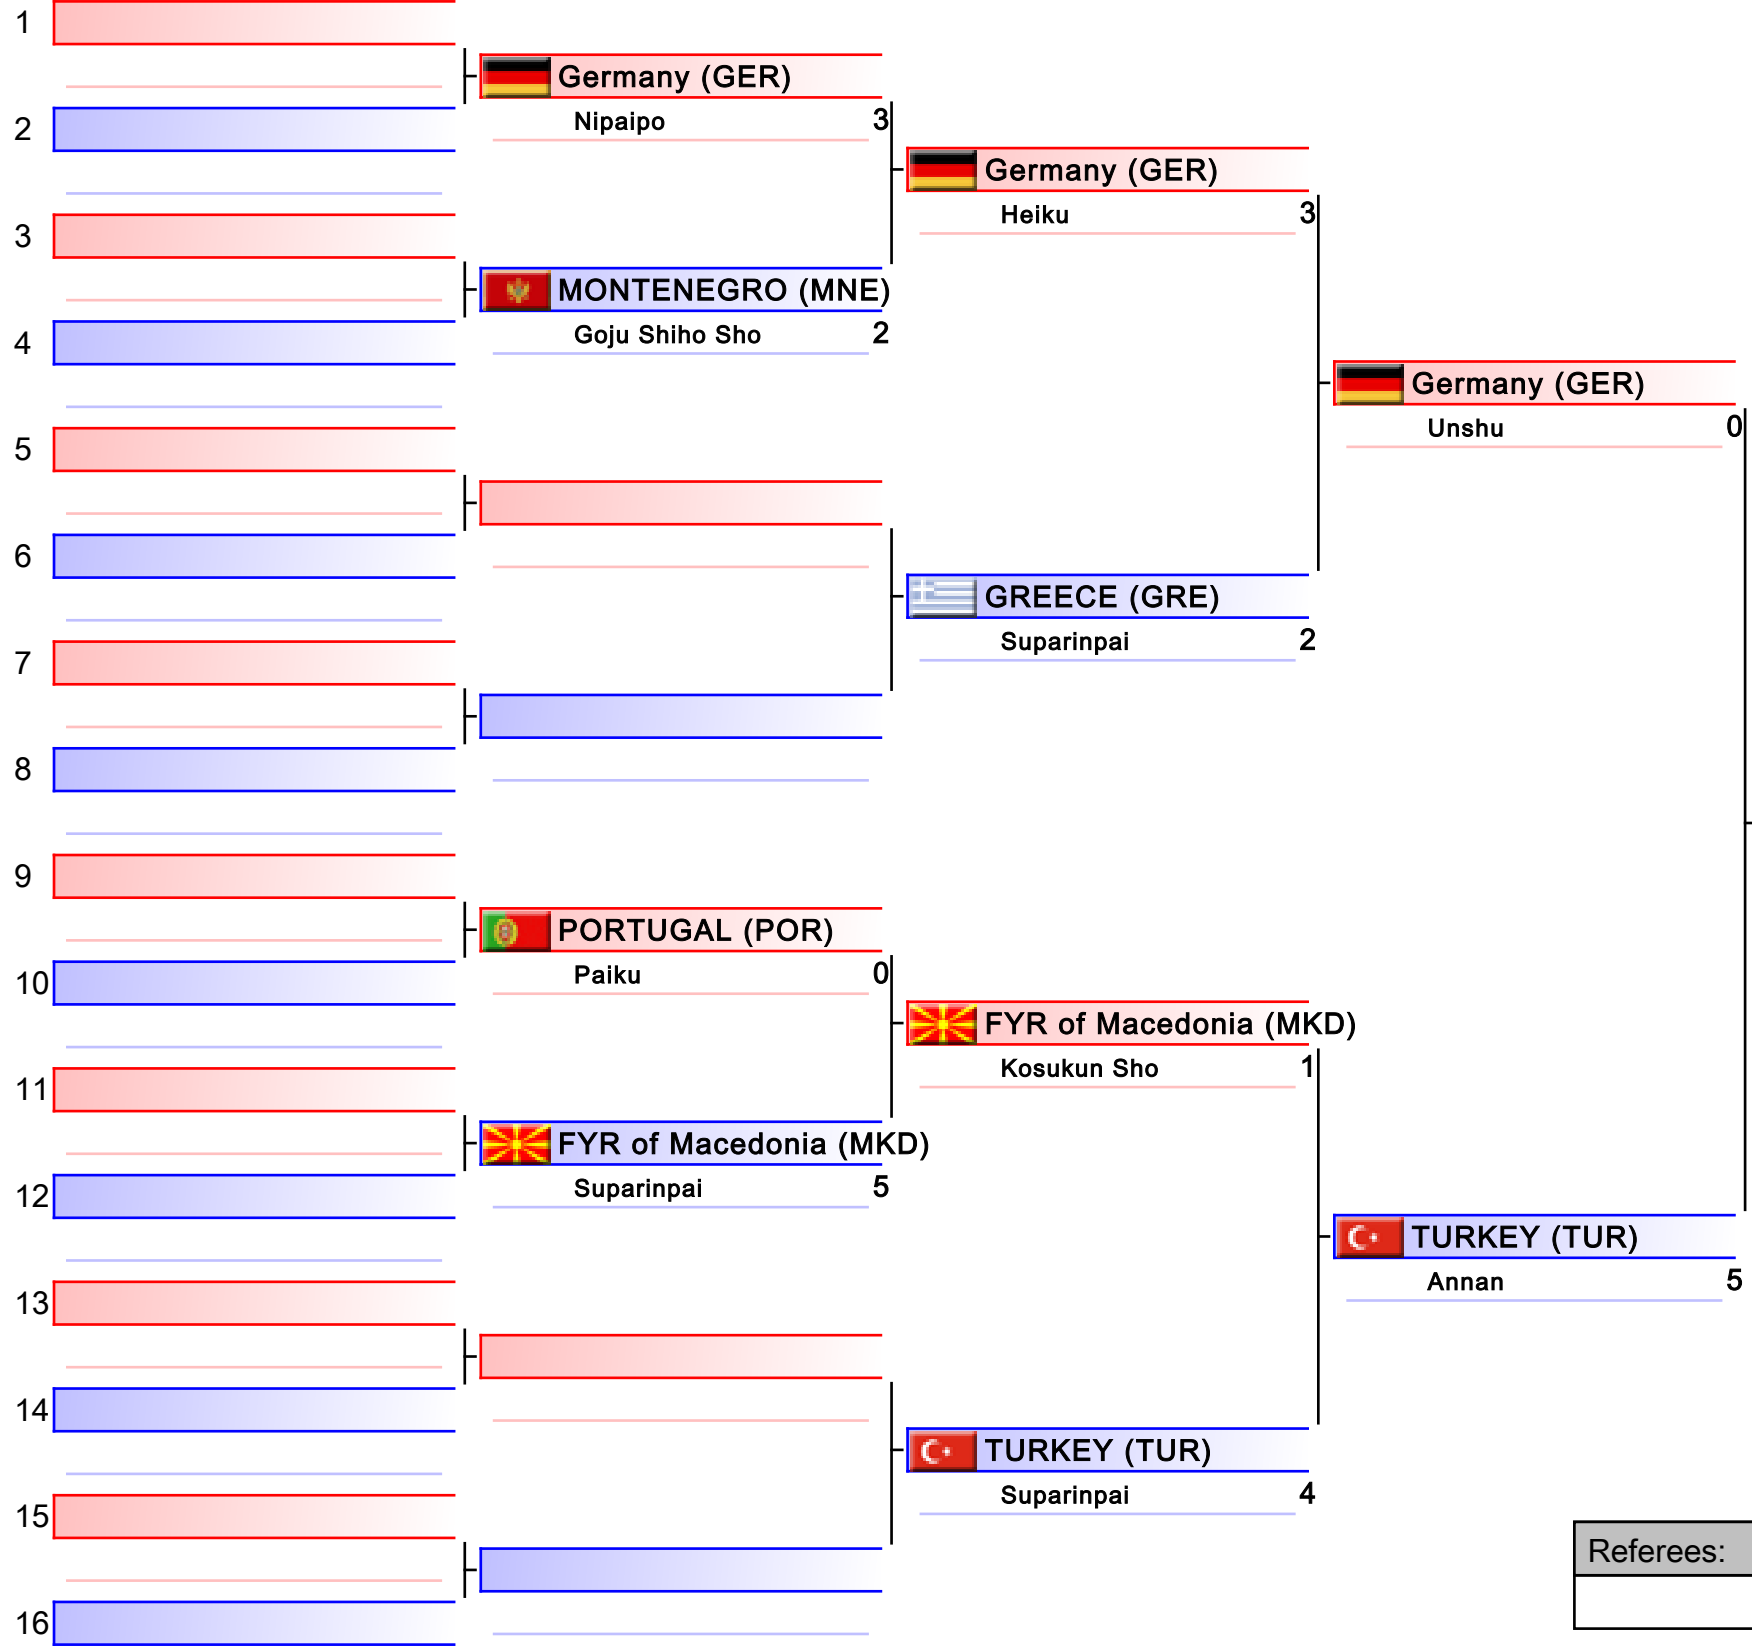 1
Germany (GER)
Nipaipo 3
2
Germany (GER)
Heiku 3
3
MONTENEGRO (MNE)
Goju Shiho Sho 2
4
Germany (GER)
Unshu 0
5
6
GREECE (GRE)
Suparinpai 2
7
8
9
PORTUGAL (POR)
Paiku 0
10
FYR of Macedonia (MKD)
Kosukun Sho 1
11
FYR of Macedonia (MKD)
Suparinpai 5
12
TURKEY (TUR)
Annan 5
13
14
TURKEY (TUR)
Suparinpai 4
15
Referees:
16